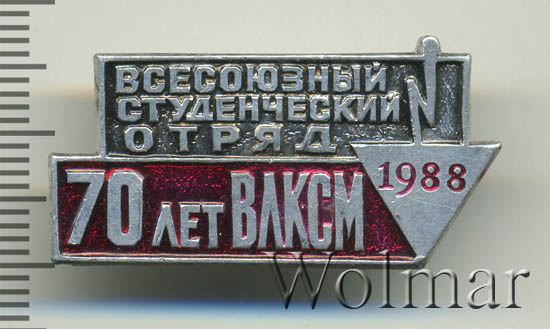 ВСЕСОЮЗНЫЙ
СТУДЕНЧЕСКИЙ
ОТРЯД
70 ЛЕТ ВЛКСМ 1988
Wolmar